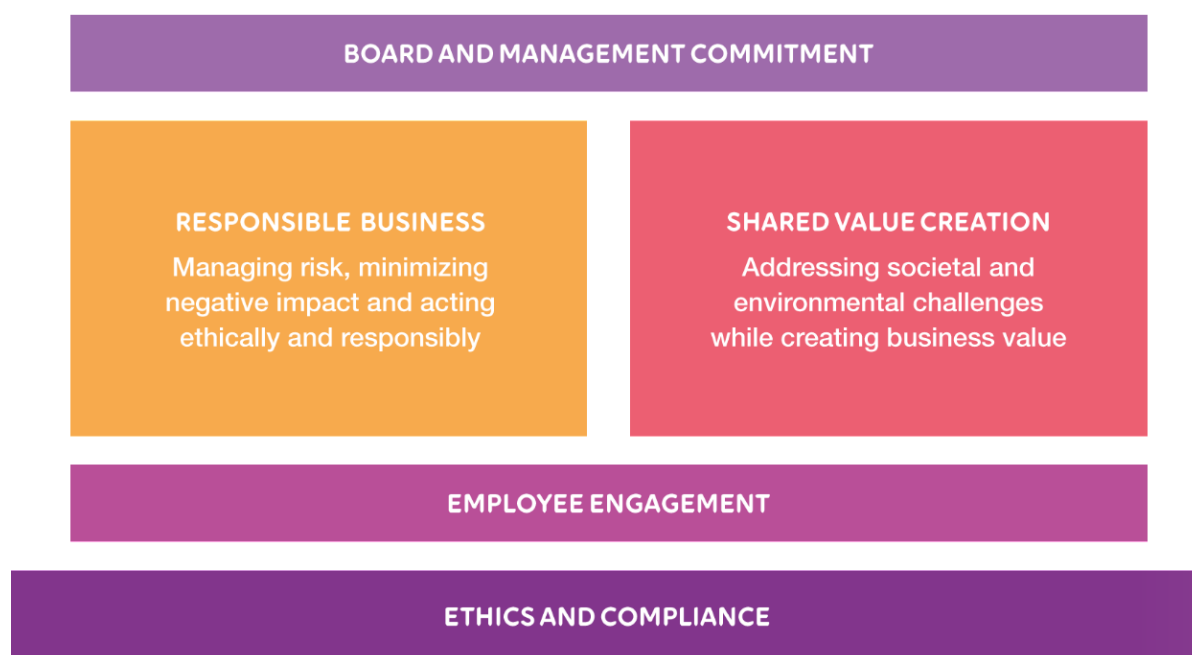 BOARD AND MANAGEMENT COMMITMENT
RESPONSIBLE BUSINESS
Managing risk, minimizing
negative impact and acting
ethically and responsibly
SHARED VALUE CREATION
Addressing societal and
environmental challenges
while creating business value
EMPLOYEE ENGAGEMENT
ETHICS AND COMPLIANCE